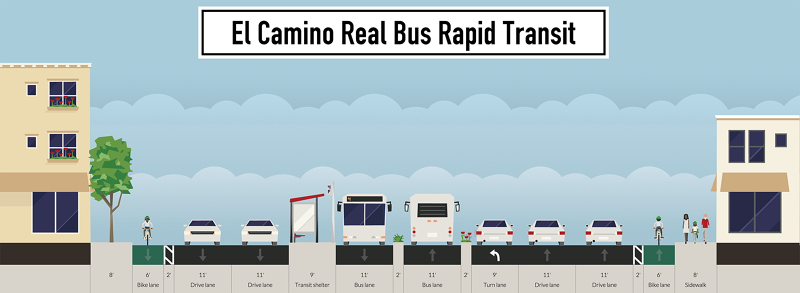 El Camino Real Bus Rapid Transit
8' 6' 2' 11' 11' 9' 11' 2' 11' 2' 9' 11' 11' 2' 6' 8'
Bike lane Drive lane Drive lane Transit shelter Bus lane Bus lane Turn lane Drive lane Drive lane Bike lane Sidewalk